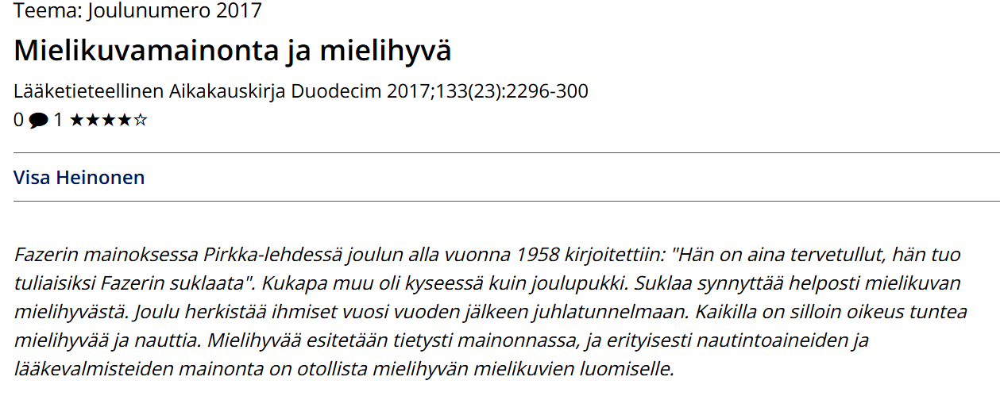 Teema: Joulunumero 2017
Mielikuvamainonta ja mielihyvä
Lääketieteellinen Aikakauskirja Duodecim 2017;133(23):2296-300
0 1 ★★★★☆
Visa Heinonen
Fazerin mainoksessa Pirkka-lehdessä joulun alla vuonna 1958 kirjoitettiin: "Hän on aina tervetullut, hän tuo
tuliaisiksi Fazerin suklaata". Kukapa muu oli kyseessä kuin joulupukki. Suklaa synnyttää helposti mielikuvan
mielihyvästä. Joulu herkistää ihmiset vuosi vuoden jälkeen juhlatunnelmaan. Kaikilla on silloin oikeus tuntea
mielihyvää ja nauttia. Mielihyvää esitetään tietysti mainonnassa, ja erityisesti nautintoaineiden ja
lääkevalmisteiden mainonta on otollista mielihyvän mielikuvien luomiselle.